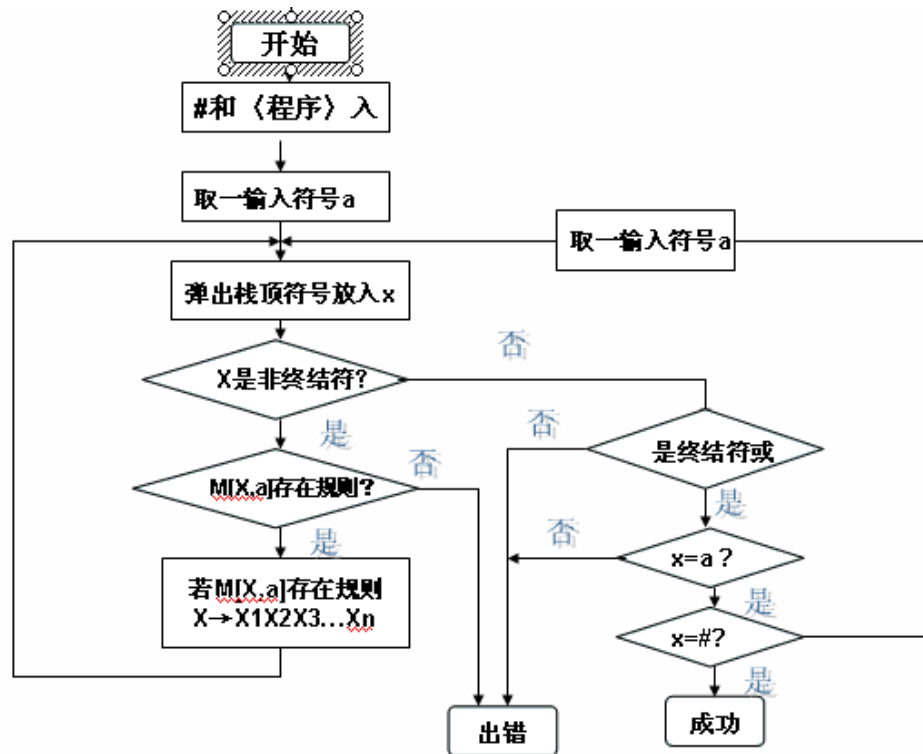 开始
#和〈程序〉入
取一输入符号a
取一输入符号a
弹出栈顶符号放入x
否
X是非终结符?
是
否
否
是终结符或
M[X,a]存在规则?
是
是
否
x=a?
若M[X,a]存在规则
X→X1X2X3...Xn
是
x=#?
是
出错
成功